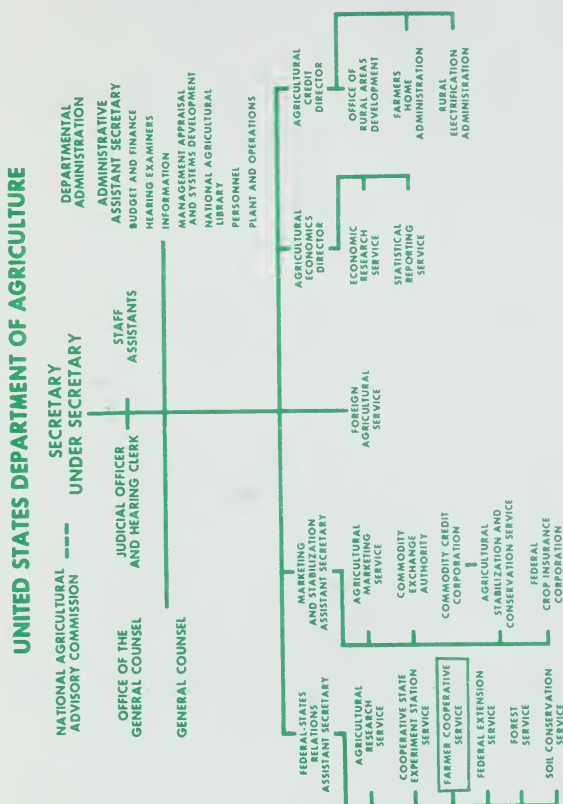 UNITED STATES DEPARTMENT OF AGRICULTURE
NATIONAL AGRICULTURAL
ADVISORY COMMISSION
SECRETARY
UNDER SECRETARY
DEPARTMENTAL
ADMINISTRATION
OFFICE OF THE
GENERAL COUNSEL
JUDICIAL OFFICER
AND HEARING CLERK
STAFF
ASSISTANTS
ADMINISTRATIVE
ASSISTANT SECRETARY
BUDGET AND FINANCE
HEARING EXAMINERS
GENERAL COUNSEL
INFORMATION
MANAGEMENT APPRAISAL
AND SYSTEMS DEVELOPMENT
NATIONAL AGRICULTURAL
LIBRARY
PERSONNEL
PLANT AND OPERATIONS
FEDERAL-STATES
RELATIONS
ASSISTANT SECRETARY
AGRICULTURAL
RESEARCH
SERVICE
COOPERATIVE STATE
EXPERIMENT STATION
SERVICE
FARMER COOPERATIVE
SERVICE
FEDERAL EXTENSION
SERVICE
FOREST
SERVICE
SOIL CONSERVATION
SERVICE
MARKETING
AND STABILIZATION
ASSISTANT SECRETARY
AGRICULTURAL
MARKETING
SERVICE
COMMODITY
EXCHANGE
AUTHORITY
COMMODITY CREDIT
CORPORATION
AGRICULTURAL
STABILIZATION AND
CONSERVATION SERVICE
FEDERAL
CROP INSURANCE
CORPORATION
FOREIGN
AGRICULTURAL
SERVICE
AGRICULTURAL
ECONOMICS
DIRECTOR
ECONOMIC
RESEARCH
SERVICE
STATISTICAL
REPORTING
SERVICE
AGRICULTURAL
CREDIT
DIRECTOR
OFFICE OF
RURAL AREAS
DEVELOPMENT
FARMERS
HOME
ADMINISTRATION
RURAL
ELECTRIFICATION
ADMINISTRATION